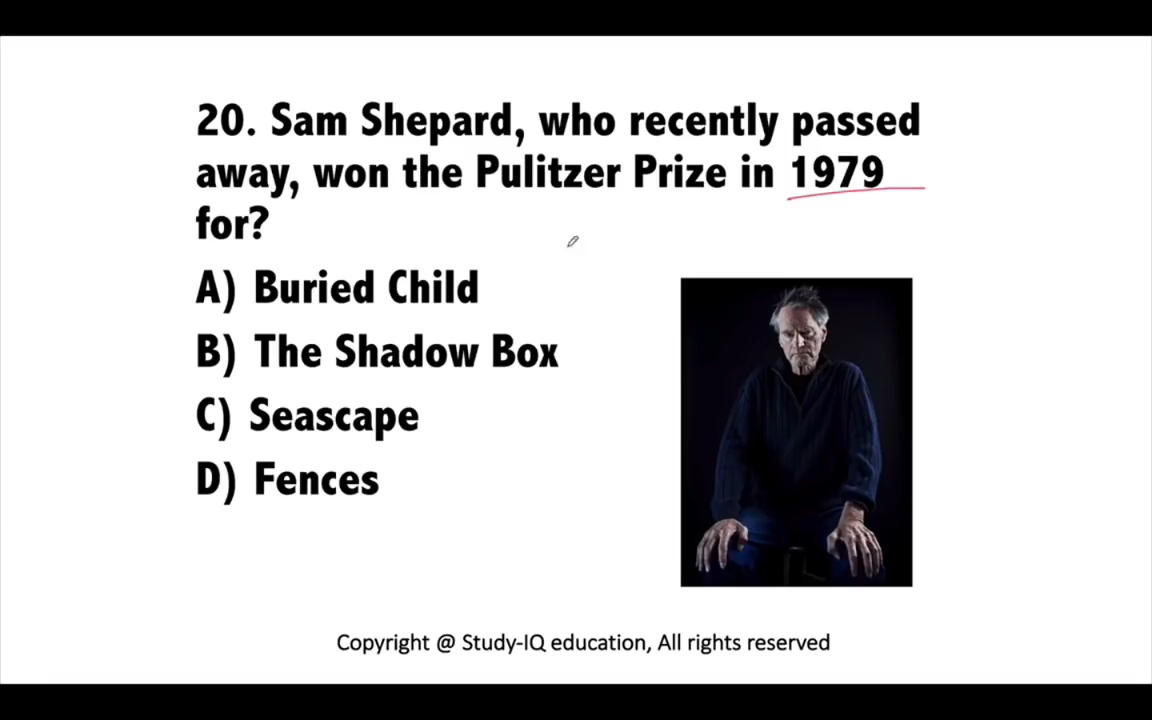 20. Sam Shepard, who recently passed
away, won the Pulitzer Prize in 1979
for?
A) Buried Child
B) The Shadow Box
C) Seascape
D) Fences
Copyright @ Study-IQ education, All rights reserved